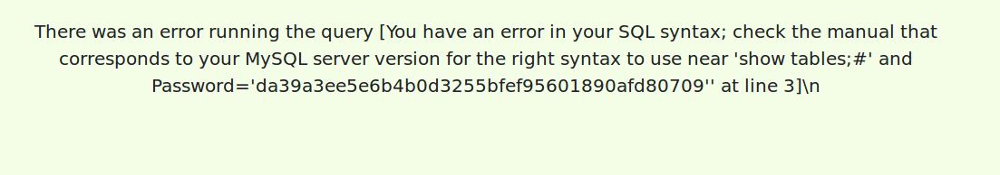 There was an error running the query [You have an error in your SQL syntax; check the manual that
corresponds to your MySQL server version for the right syntax to use near 'show tables;#' and
Password='da39a3ee5e6b4b0d3255bfef95601890afd80709'' at line 3]\n